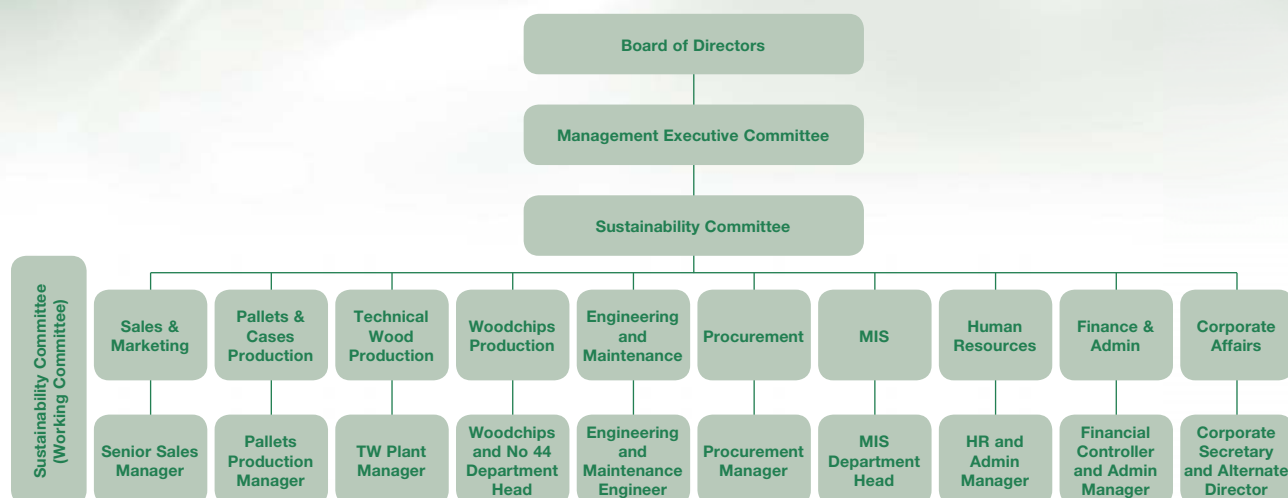 Board of Directors
Management Executive Committee
Sustainability Committee
Sustainability Committee
(Working Committee)
Sales &
Marketing
Pallets &
Cases
Production
Technical
Wood
Production
Woodchips
Production
Engineering
and
Maintenance
Procurement
MIS
Human
Resources
Finance &
Admin
Corporate
Affairs
Senior Sales
Manager
Pallets
Production
Manager
TW Plant
Manager
Woodchips
and No 44
Department
Head
Engineering
and
Maintenance
Engineer
Procurement
Manager
MIS
Department
Head
HR and
Admin
Manager
Financial
Controller
and Admin
Manager
Corporate
Secretary
and Alternate
Director